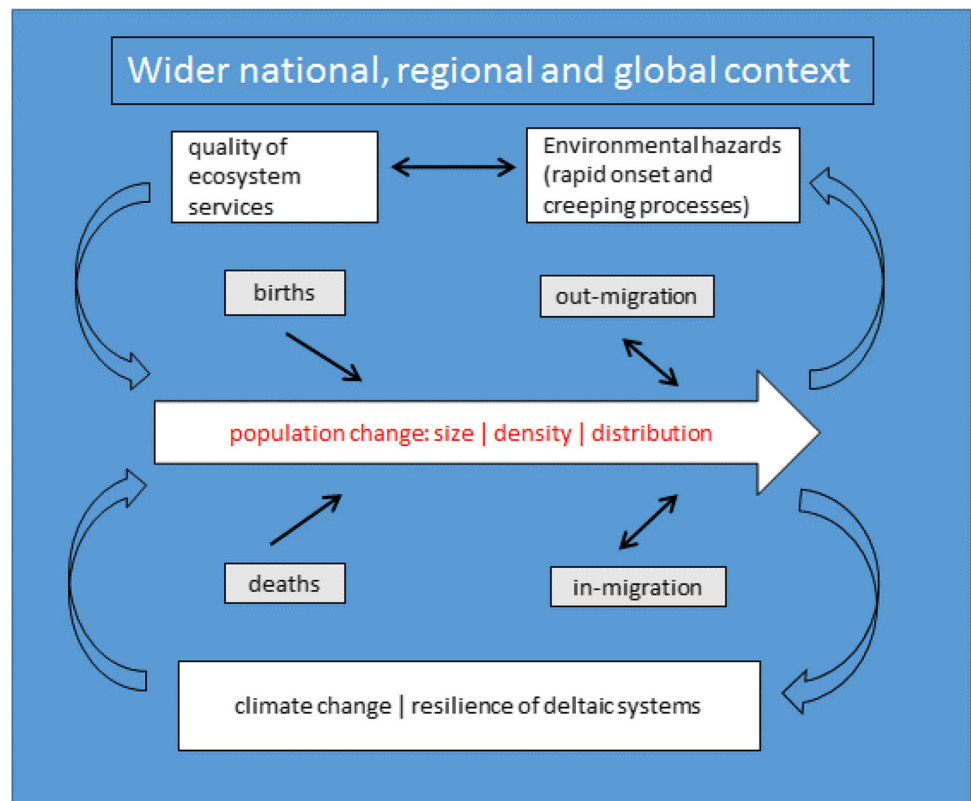 Wider national, regional and global context
quality of
ecosystem
services
Environmental hazards
(rapid onset and
creeping processes)
births
out-migration
population change: size | density | distribution
deaths
in-migration
climate change | resilience of deltaic systems